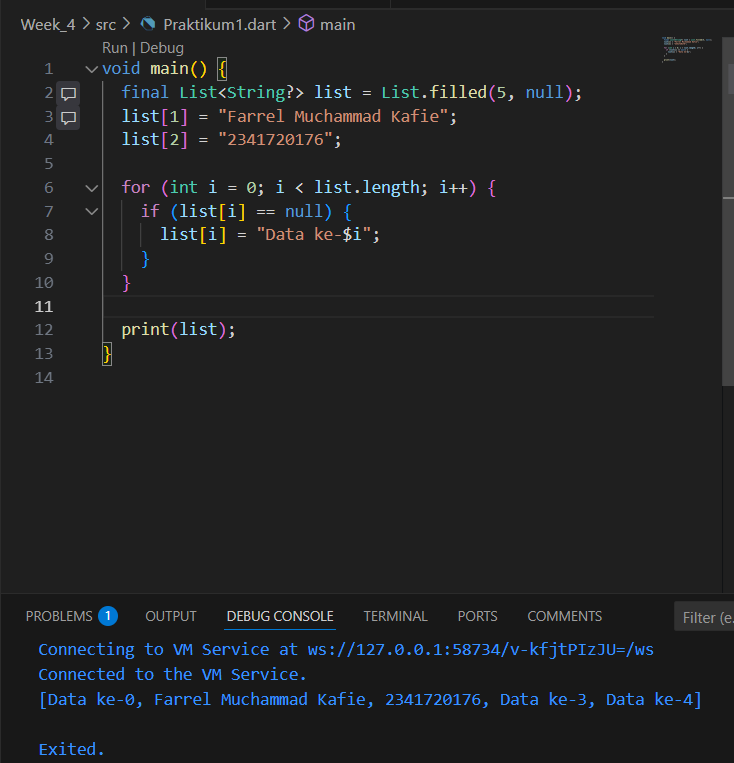 Week_4 > src > Praktikum1.dart > main
Run | Debug
1 void main() {
2   final List<String?> list = List.filled(5, null);
3   list[1] = "Farrel Muchammad Kafie";
4   list[2] = "2341720176";
5
6   for (int i = 0; i < list.length; i++) {
7     if (list[i] == null) {
8       list[i] = "Data ke-$i";
9     }
10   }
11
12   print(list);
13 }
14
PROBLEMS 1 OUTPUT DEBUG CONSOLE TERMINAL PORTS COMMENTS Filter (e.
Connecting to VM Service at ws://127.0.0.1:58734/v-kfjtPIzJU=/ws
Connected to the VM Service.
[Data ke-0, Farrel Muchammad Kafie, 2341720176, Data ke-3, Data ke-4]
Exited.